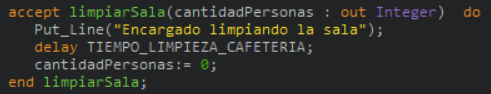 accept limpiarSala(cantidadPersonas : out Integer)  do
   Put_Line("Encargado limpiando la sala");
   delay TIEMPO_LIMPIEZA_CAFETERIA;
   cantidadPersonas:= 0;
end limpiarSala;